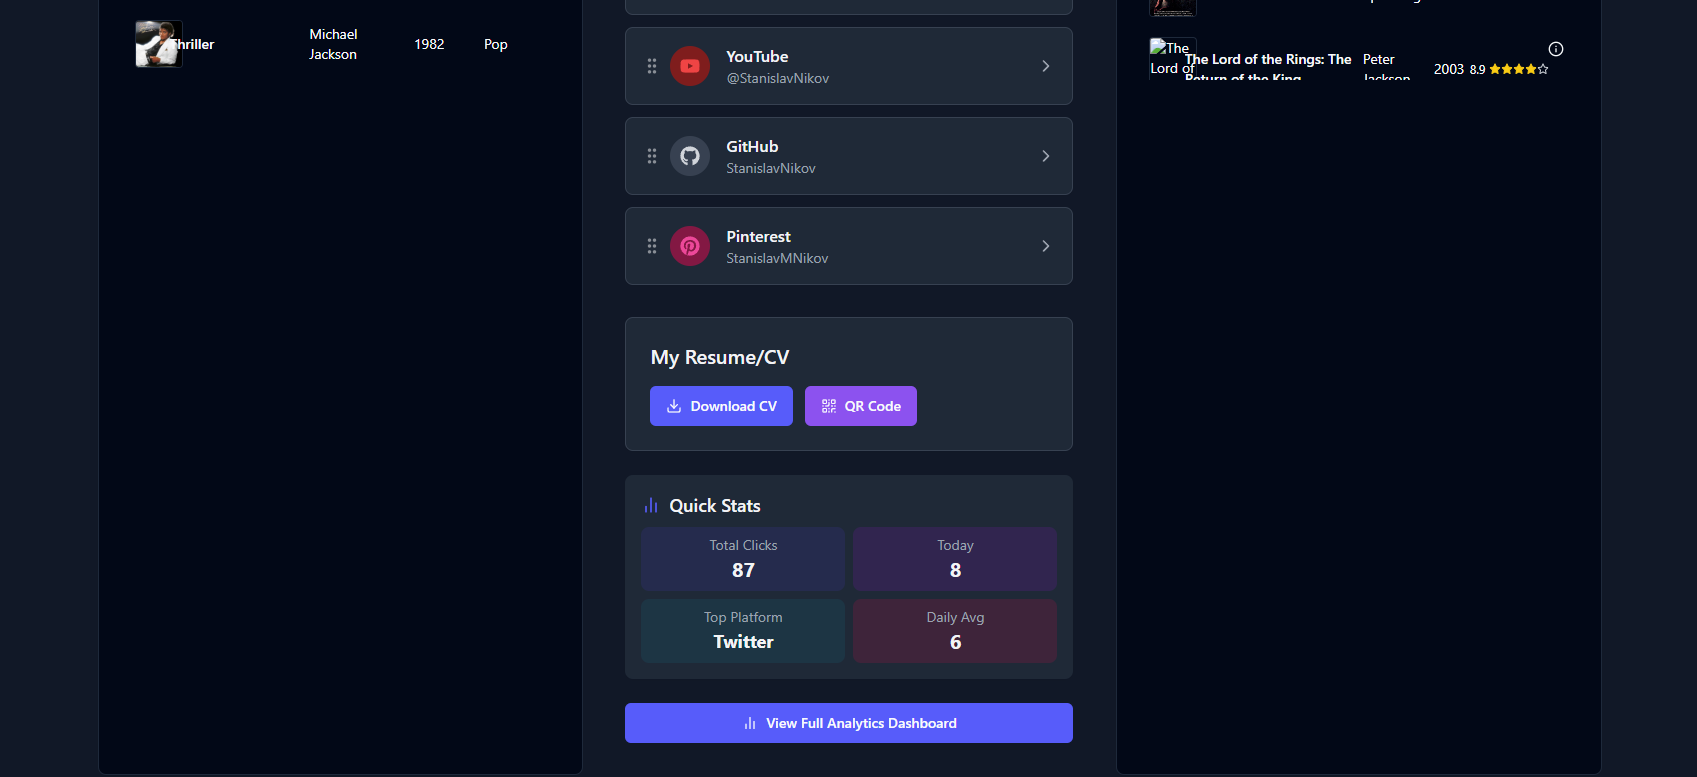 Thriller
Michael
Jackson
1982
Pop
YouTube
@StanislavNikov
GitHub
StanislavNikov
Pinterest
StanislavMNikov
My Resume/CV
Download CV
QR Code
Quick Stats
Total Clicks
87
Today
8
Top Platform
Twitter
Daily Avg
6
View Full Analytics Dashboard
The
Lord of
The Lord of the Rings: The
Return of the King
Peter
Jackson
2003
8.9